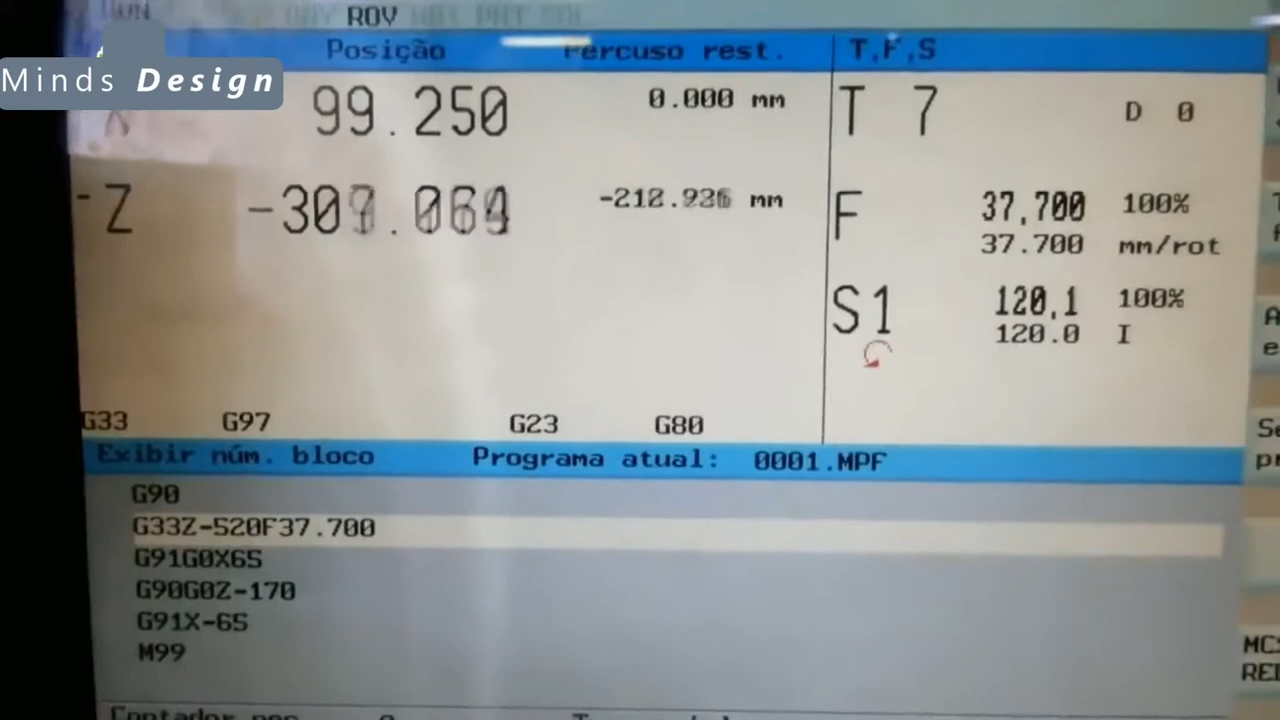 ROV
Minds Design
Posição Percuso rest. T,F,S
X 99.250 0.000 mm T 7 D 0
-Z mm F 37,700 100%
37.700 mm/rot
S1 120,1 100%
120.0 I
G33 G97 G23 G80
Exibir núm. bloco Programa atual: 0001.MPF
G90
G33Z-520F37.700
G91G0X65
G90G0Z-170
G91X-65
M99